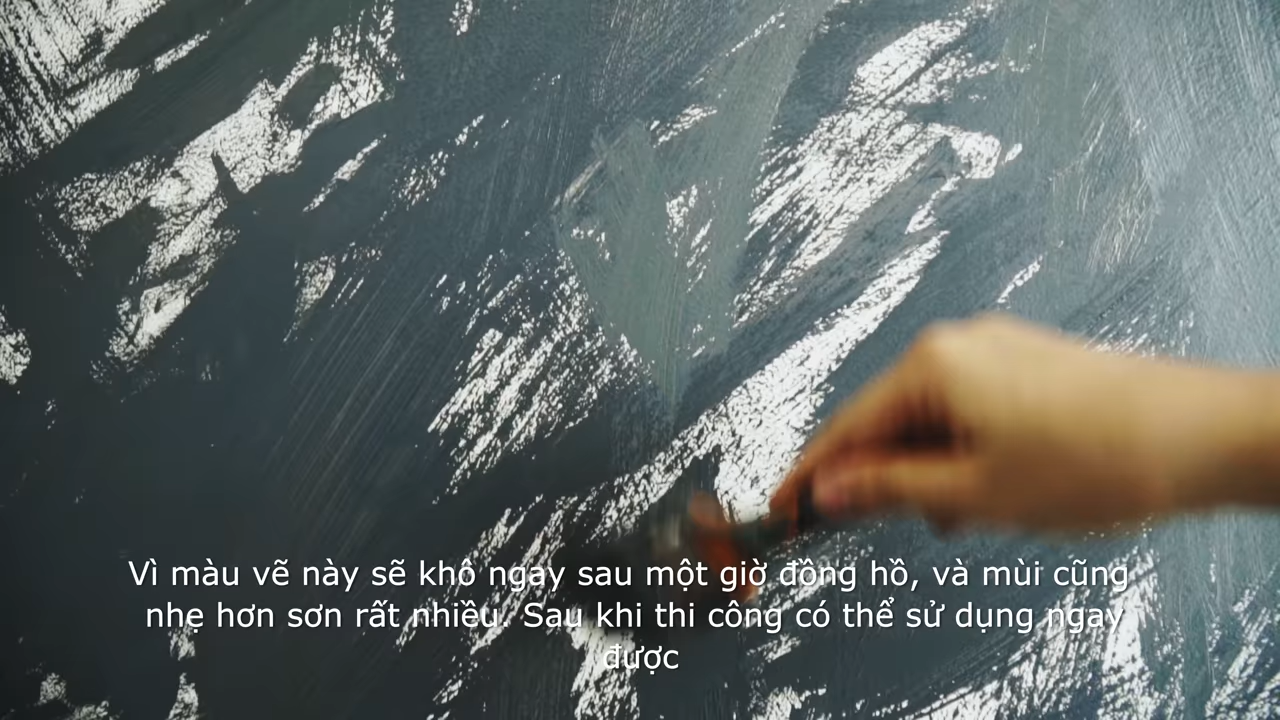 Vì màu vẽ này sẽ khô ngay sau một giờ đồng hồ, và mùi cũng
nhẹ hơn sơn rất nhiều. Sau khi thi công có thể sử dụng ngay
được